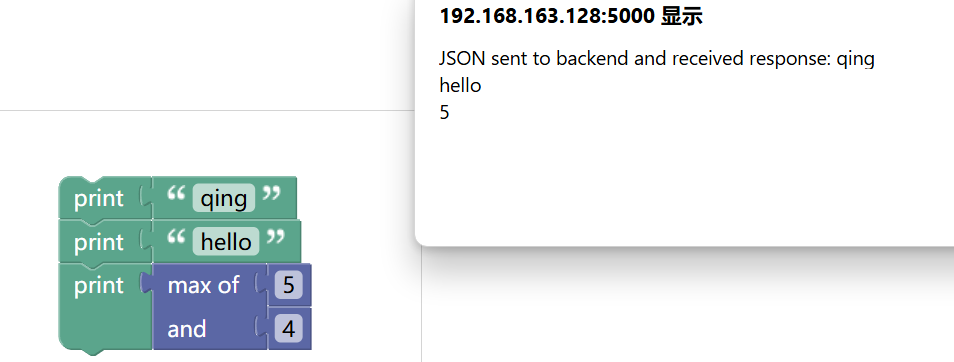 192.168.163.128:5000 显示
JSON sent to backend and received response: qing
hello
5
print “ qing ”
print “ hello ”
print max of 5
and 4